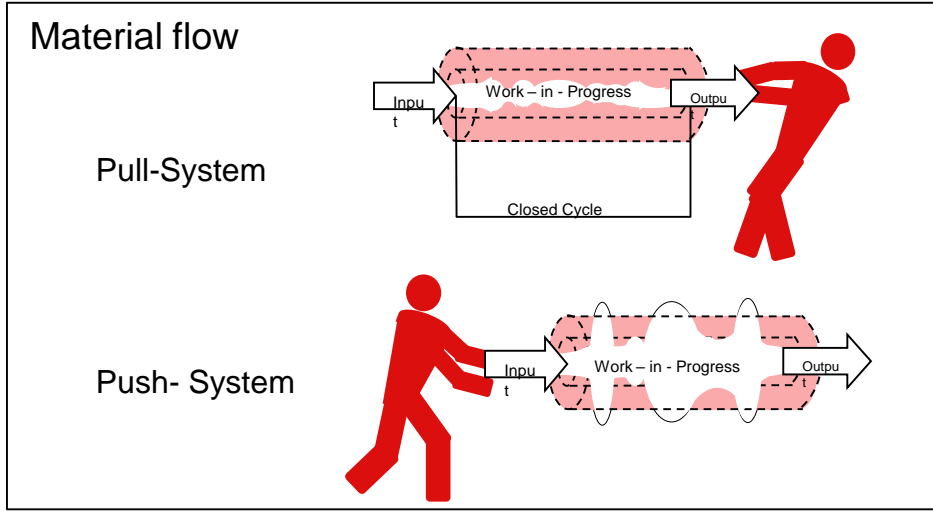 Material flow
Work – in - Progress
Inpu
t
Outpu
t
Pull-System
Closed Cycle
Work – in - Progress
Inpu
t
Outpu
t
Push- System